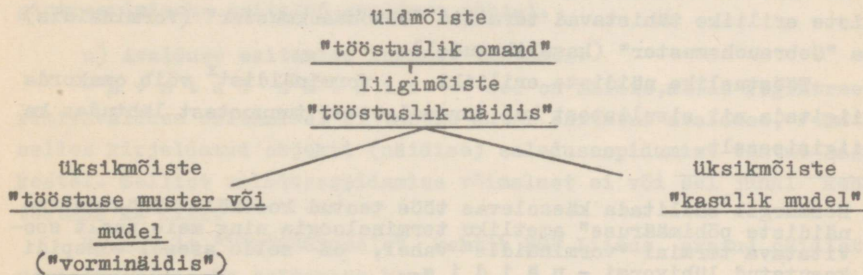 üldmõiste
"tööstuslik omand"
liigimõiste
"tööstuslik näidis"
üksikmõiste
"tööstuse muster või
mudel
("vorminäidis")
üksikmõiste
"kasulik mudel"